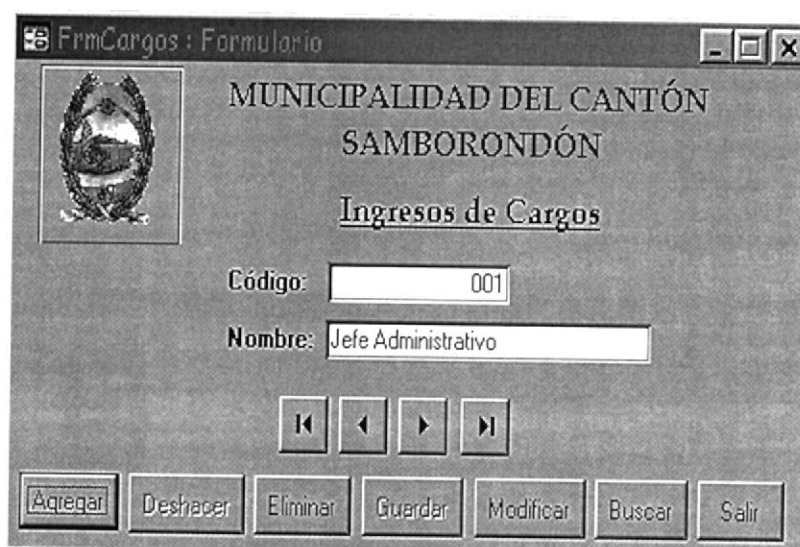 FrmCargos : Formulario
MUNICIPALIDAD DEL CANTÓN
SAMBORONDÓN
Ingresos de Cargos
Código: 001
Nombre: Jefe Administrativo
Agregar Deshacer Eliminar Guardar Modificar Buscar Salir